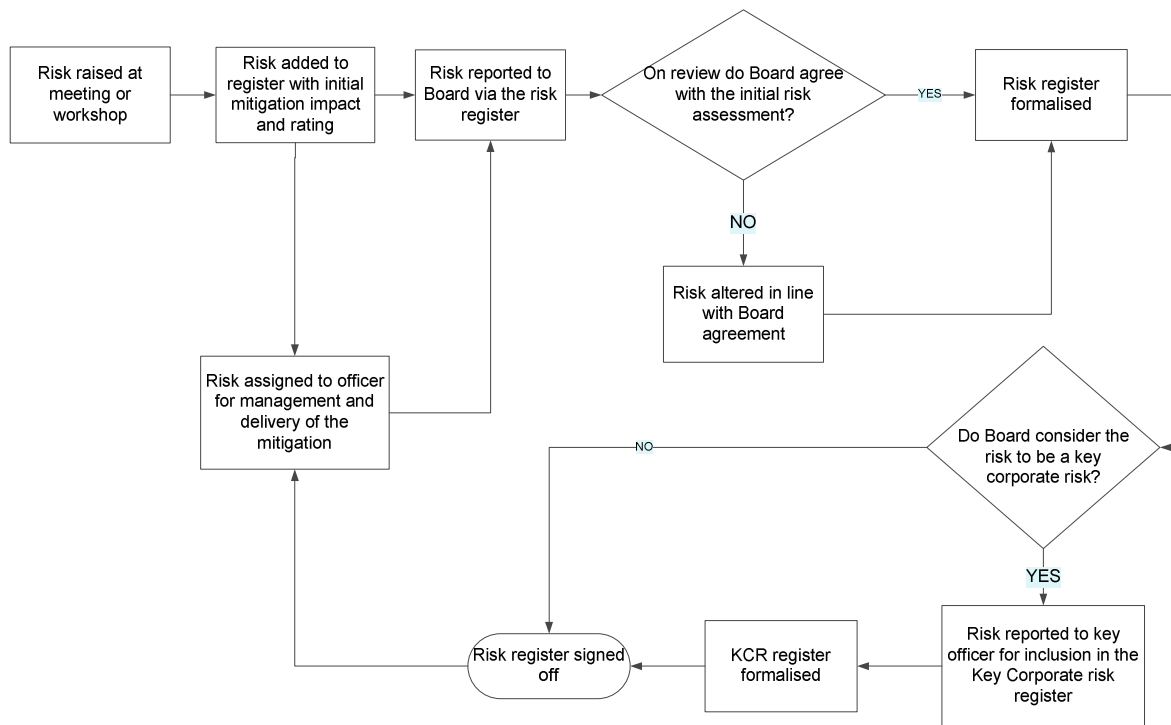 Risk raised at
meeting or
workshop
Risk added to
register with initial
mitigation impact
and rating
Risk reported to
Board via the risk
register
On review do Board agree
with the initial risk
assessment?
YES
Risk register
formalised
NO
Risk altered in line
with Board
agreement
Risk assigned to officer
for management and
delivery of the
mitigation
NO
Do Board consider the
risk to be a key
corporate risk?
YES
Risk reported to key
officer for inclusion in the
Key Corporate risk
register
KCR register
formalised
Risk register signed
off